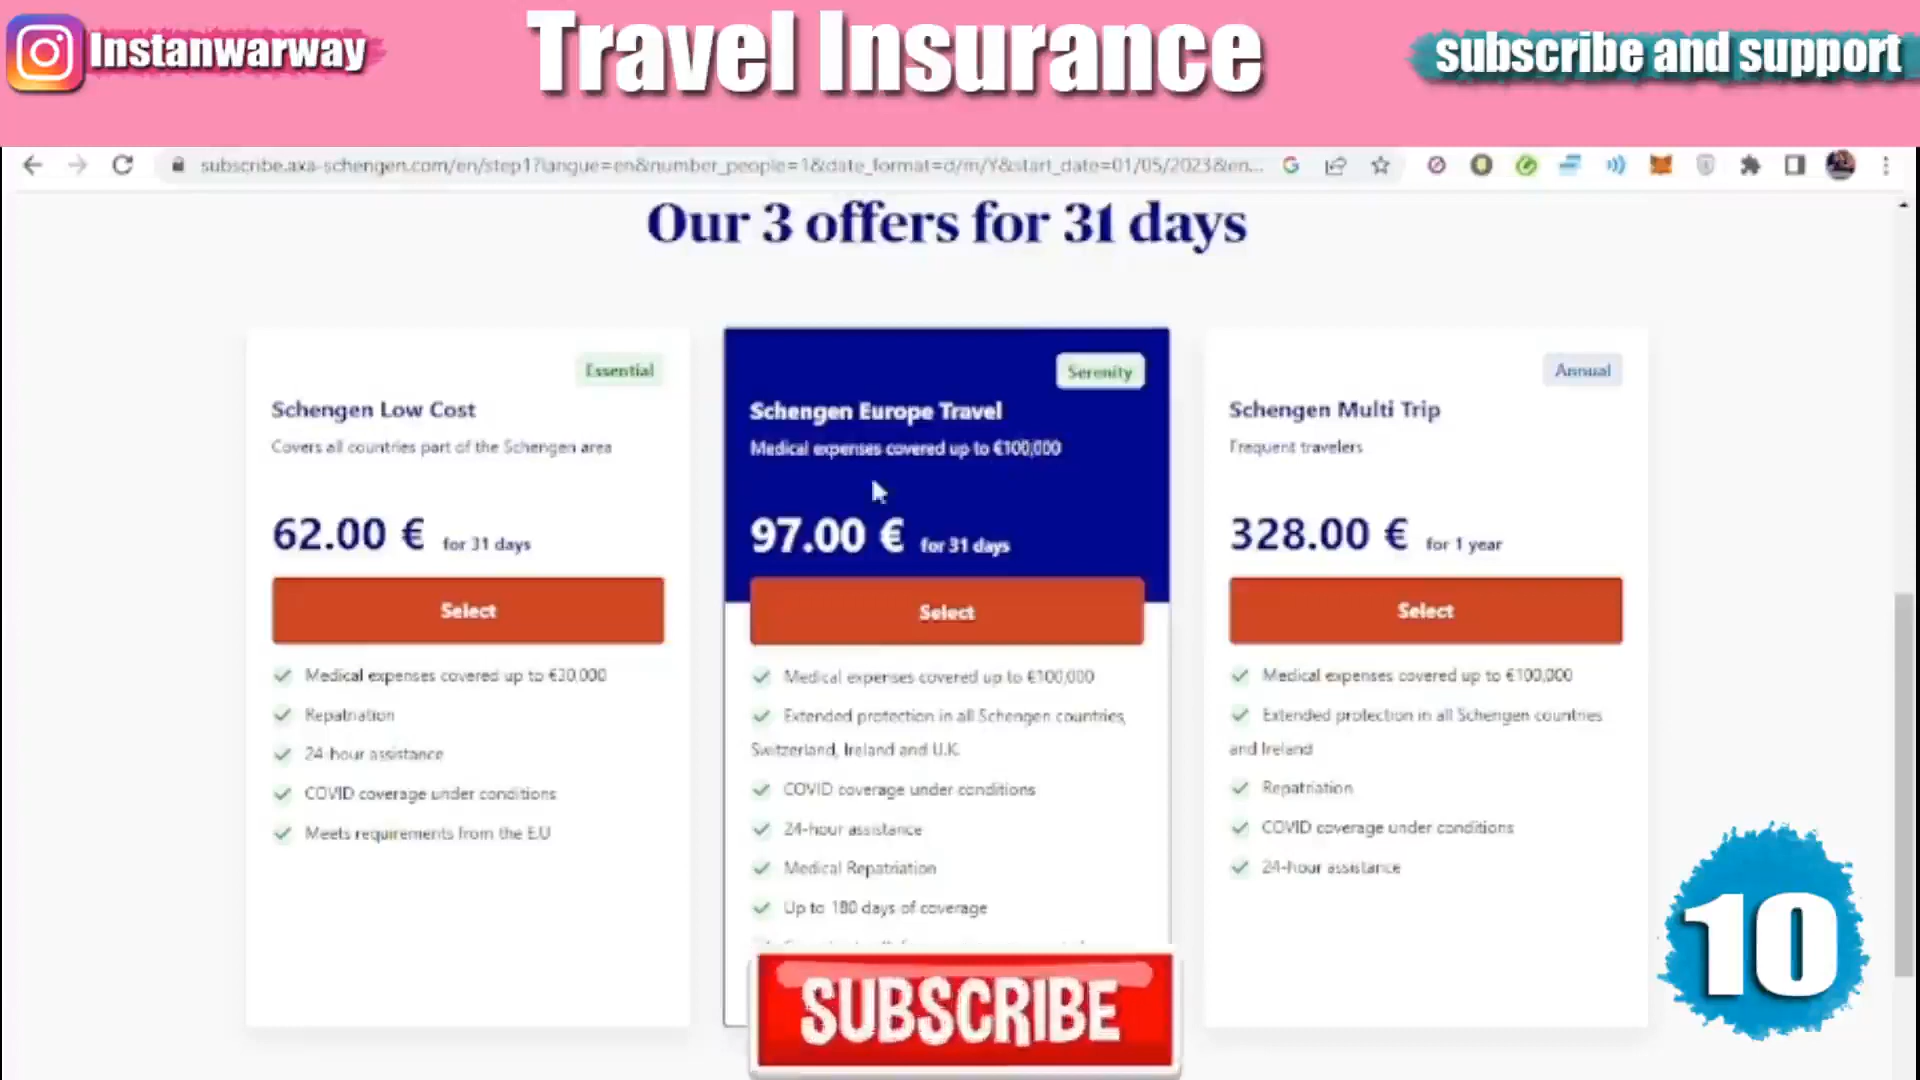 Instanwarway
Travel Insurance
subscribe and support
subscribe.axa-schengen.com/en/step1?langue=en&number_people=1&date_format=d/m/Y&start_date=01/05/2023&en...
Our 3 offers for 31 days
Essential
Schengen Low Cost
Covers all countries part of the Schengen area
62.00 € for 31 days
Select
Medical expenses covered up to €30,000
Repatriation
24-hour assistance
COVID coverage under conditions
Meets requirements from the E.U
Serenity
Schengen Europe Travel
Medical expenses covered up to €100,000
97.00 € for 31 days
Select
Medical expenses covered up to €100,000
Extended protection in all Schengen countries,
Switzerland, Ireland and U.K.
COVID coverage under conditions
24-hour assistance
Medical Repatriation
Up to 180 days of coverage
Annual
Schengen Multi Trip
Frequent travelers
328.00 € for 1 year
Select
Medical expenses covered up to €100,000
Extended protection in all Schengen countries
and Ireland
Repatriation
COVID coverage under conditions
24-hour assistance
10
SUBSCRIBE